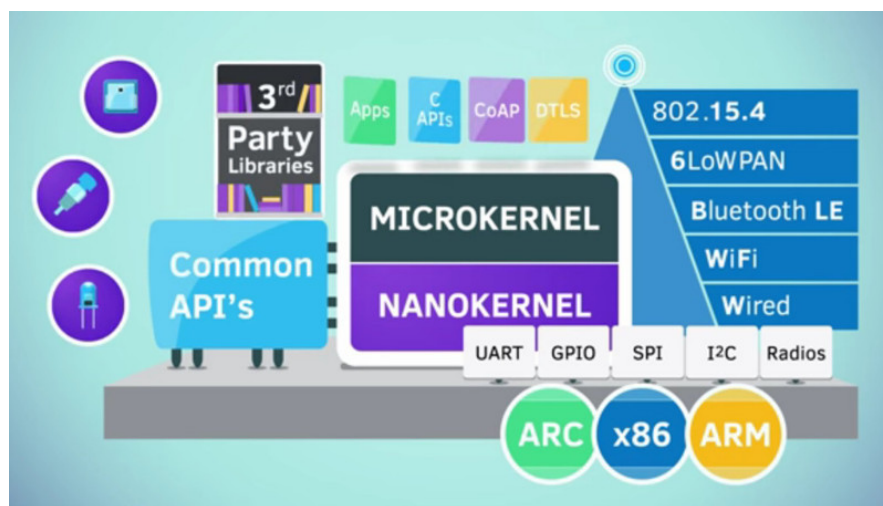 3rd
Party
Libraries
Apps
C
APIs
CoAP
DTLS
802.15.4
6LoWPAN
Bluetooth LE
WiFi
Wired
MICROKERNEL
NANOKERNEL
Common
API's
UART
GPIO
SPI
I2C
Radios
ARC
x86
ARM